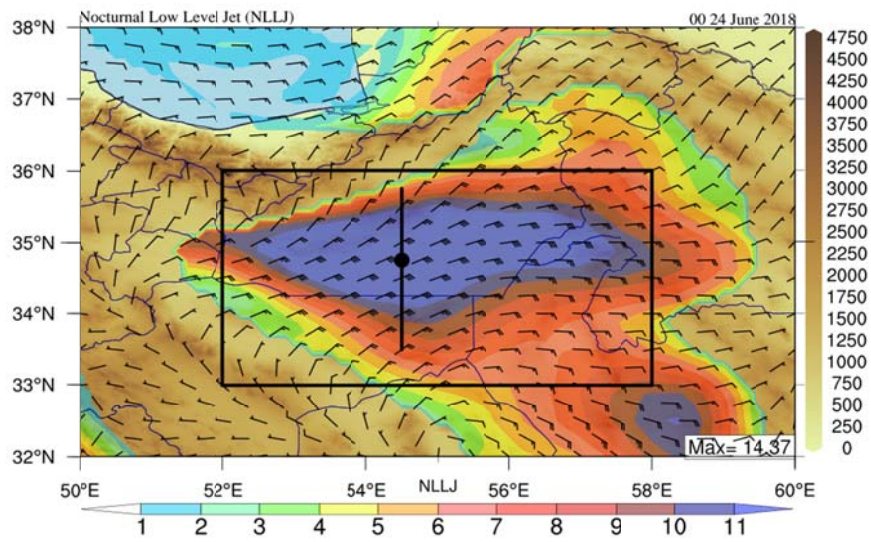 Nocturnal Low Level Jet (NLLJ) 00 24 June 2018
38°N
37°N
36°N
35°N
34°N
33°N
32°N
50°E 52°E 54°E 56°E 58°E 60°E
Max= 14.37
NLLJ
1 2 3 4 5 6 7 8 9 10 11
4750
4500
4250
4000
3750
3500
3250
3000
2750
2500
2250
2000
1750
1500
1250
1000
750
500
250
0